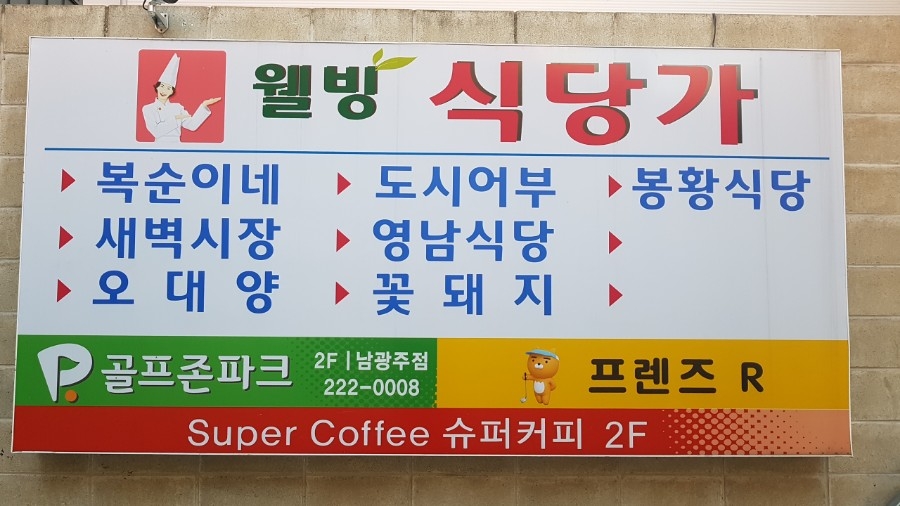 웰빙 식당가
복순이네 도시어부 봉황식당
새벽시장 영남식당
오대양 꽃돼지
골프존파크 2F | 남광주점
222-0008
프렌즈 R
Super Coffee 슈퍼커피 2F